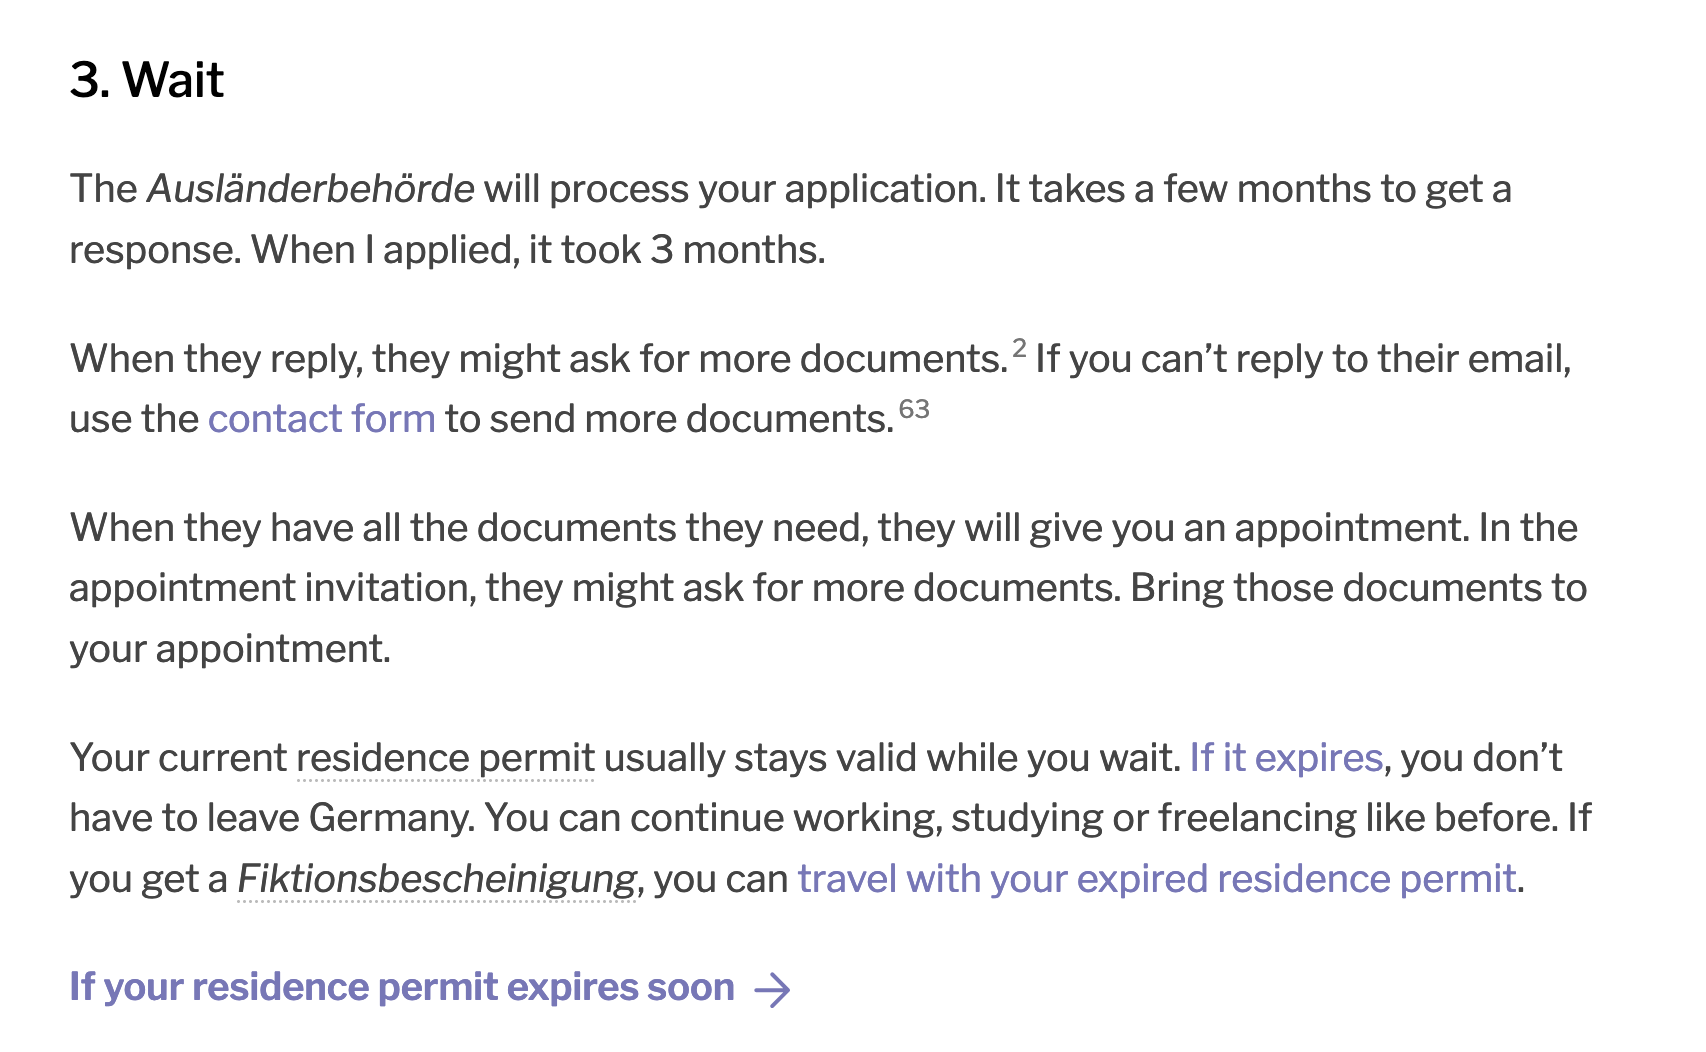 3. Wait
The Ausländerbehörde will process your application. It takes a few months to get a
response. When I applied, it took 3 months.
When they reply, they might ask for more documents. 2 If you can’t reply to their email,
use the contact form to send more documents. 63
When they have all the documents they need, they will give you an appointment. In the
appointment invitation, they might ask for more documents. Bring those documents to
your appointment.
Your current residence permit usually stays valid while you wait. If it expires, you don’t
have to leave Germany. You can continue working, studying or freelancing like before. If
you get a Fiktionsbescheinigung, you can travel with your expired residence permit.
If your residence permit expires soon →